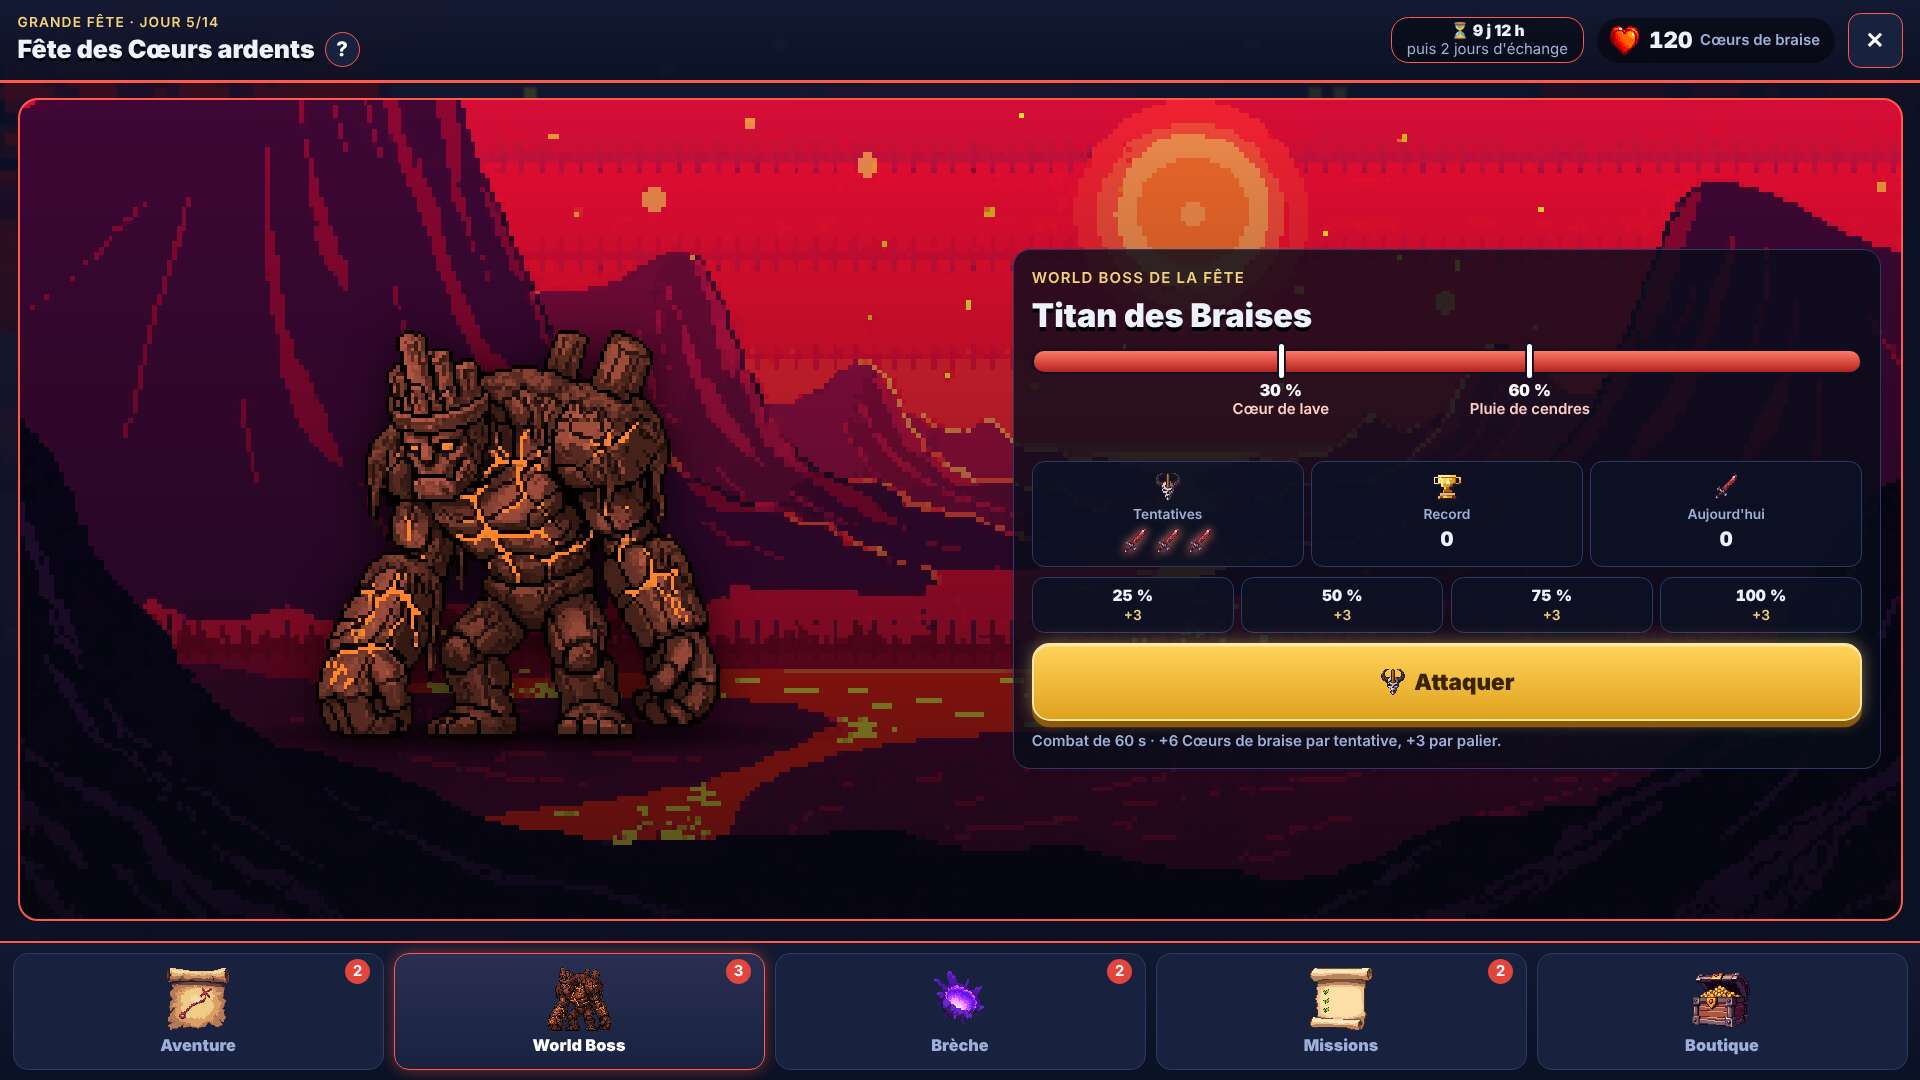 GRANDE FÊTE · JOUR 5/14
Fête des Cœurs ardents
?
9 j 12 h
puis 2 jours d'échange
120 Cœurs de braise
×
WORLD BOSS DE LA FÊTE
Titan des Braises
30 %
Cœur de lave
60 %
Pluie de cendres
Tentatives
Record
0
Aujourd'hui
0
25 %
+3
50 %
+3
75 %
+3
100 %
+3
Attaquer
Combat de 60 s · +6 Cœurs de braise par tentative, +3 par palier.
2
Aventure
3
World Boss
2
Brèche
2
Missions
Boutique